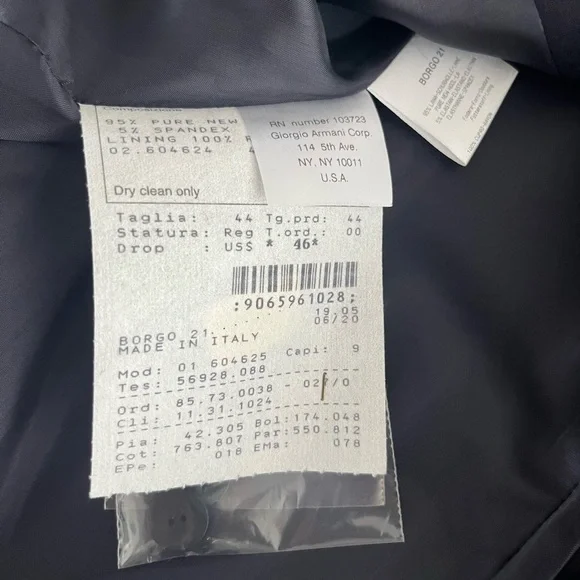 BORGO 21
95% PURE NEW
5% SPANDEX
LINING 100%
02.604624
Dry clean only
RN number 103723
Giorgio Armani Corp.
114 5th Ave.
NY, NY 10011
U.S.A.
Taglia: 44 Tg.prd: 44
Statura: Reg T.ord.: 00
Drop : US$ * 46*
:9065961028;
19.05
06/20
BORGO 21
MADE IN ITALY
Mod: 01 604625 Capi: 9
Tes: 56928.088
Ord: 85.73.0038 - 027/0
Cli: 11.31.1024
Pia: 42.305 Bol:174.048
Cot: 763.807 Par:550.812
EPe: 018 EMa: 078